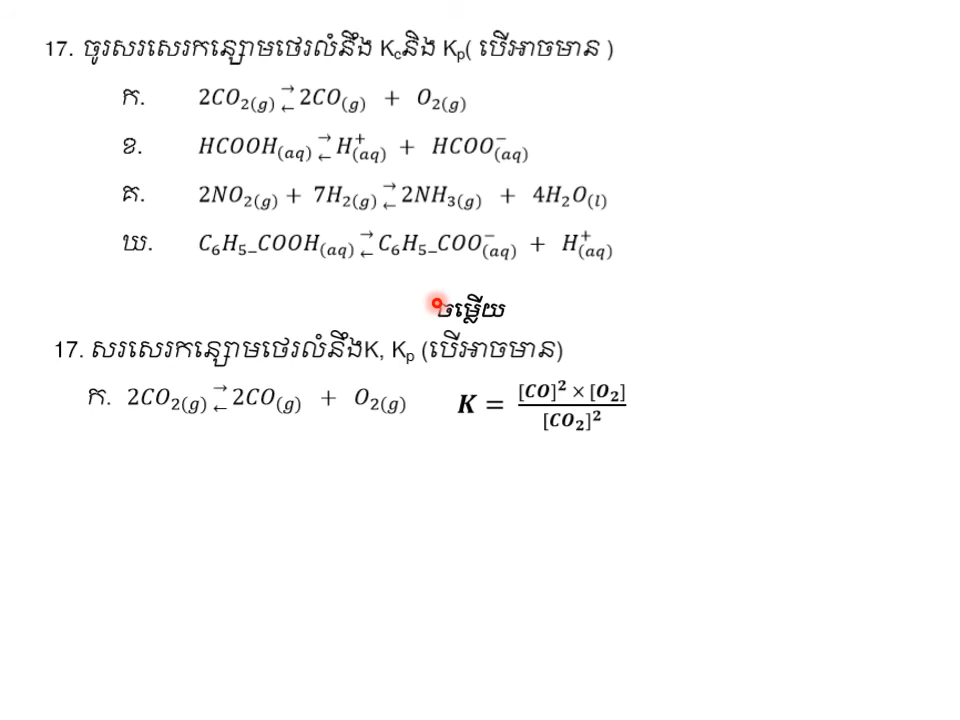 17. ចូរសរសេរកន្សោមថេរលំនឹង Kcនិង Kp( បើអាចមាន )
ក. 2CO₂(g) ⇄ 2CO(g) + O₂(g)
ខ. HCOOH(aq) ⇄ H⁺(aq) + HCOO⁻(aq)
គ. 2NO₂(g) + 7H₂(g) ⇄ 2NH₃(g) + 4H₂O(l)
ឃ. C₆H₅_COOH(aq) ⇄ C₆H₅_COO⁻(aq) + H⁺(aq)
ចម្លើយ
17. សរសេរកន្សោមថេរលំនឹងK, Kp (បើអាចមាន)
ក. 2CO₂(g) ⇄ 2CO(g) + O₂(g) K = [CO]² × [O₂] / [CO₂]²